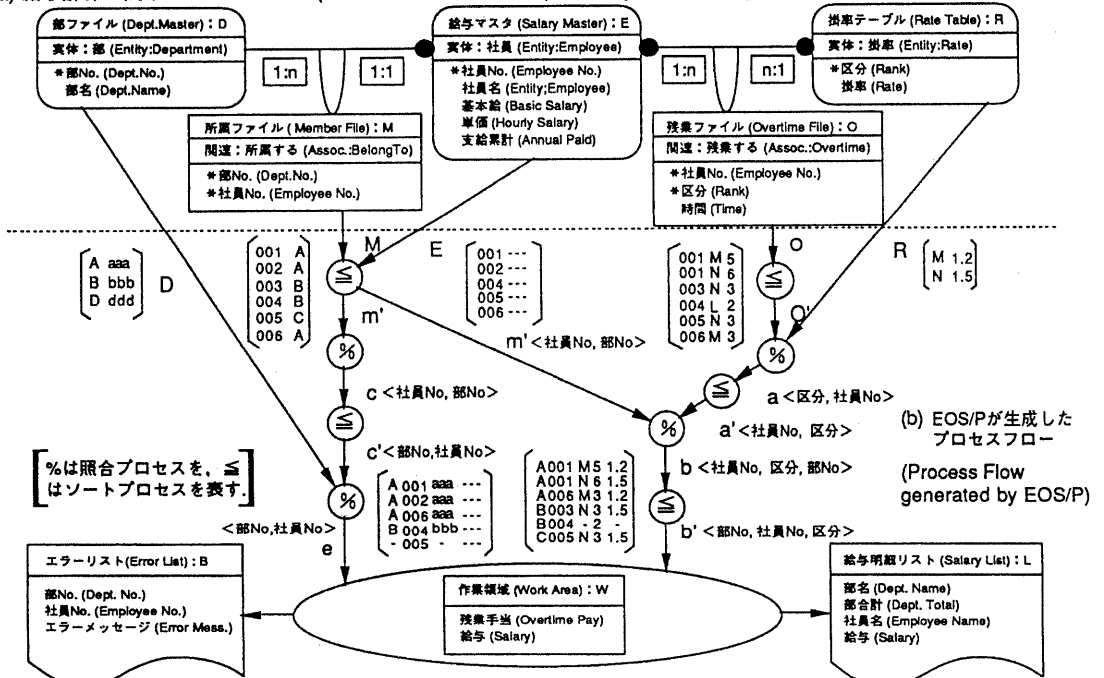 部ファイル (Dept.Master) : D
実体 : 部 (Entity:Department)
*部No. (Dept.No.)
部名 (Dept.Name)
1:n
1:1
給与マスタ (Salary Master) : E
実体 : 社員 (Entity:Employee)
*社員No. (Employee No.)
社員名 (Entity;Employee)
基本給 (Basic Salary)
単価 (Hourly Salary)
支給累計 (Annual Paid)
1:n
n:1
掛率テーブル (Rate Table) : R
実体 : 掛率 (Entity:Rate)
*区分 (Rank)
掛率 (Rate)
所属ファイル ( Member File) : M
関連 : 所属する (Assoc.:BelongTo)
*部No. (Dept.No.)
*社員No. (Employee No.)
残業ファイル (Overtime File) : O
関連 : 残業する (Assoc.:Overtime)
*社員No. (Employee No.)
*区分 (Rank)
時間 (Time)
A aaa
B bbb
D ddd
D
001 A
002 A
003 B
004 B
005 C
006 A
M
≦
m'
%
c <社員No, 部No>
≦
c'<部No,社員No>
%
<部No,社員No>
e
E
001 ---
002 ---
004 ---
005 ---
006 ---
m'<社員No, 部No>
001 M 5
001 N 6
003 N 3
004 L 2
005 N 3
006 M 3
O
≦
O'
%
R
M 1.2
N 1.5
≦
a <区分, 社員No>
a'<社員No, 区分>
%
b <社員No, 区分, 部No>
≦
b' <部No, 社員No, 区分>
(b) EOS/Pが生成した
プロセスフロー
(Process Flow
generated by EOS/P)
%は照合プロセスを, ≦
はソートプロセスを表す.
A 001 aaa ---
A 002 aaa ---
A 006 aaa ---
B 004 bbb ---
- 005 - ---
A001 M5 1.2
A001 N6 1.5
A006 M3 1.2
B003 N3 1.5
B004 - 2 -
C005 N3 1.5
エラーリスト(Error List) : B
部No. (Dept. No.)
社員No. (Employee No.)
エラーメッセージ (Error Mess.)
作業領域 (Work Area) : W
残業手当 (Overtime Pay)
給与 (Salary)
給与明細リスト (Salary List) : L
部名 (Dept. Name)
部合計 (Dept. Total)
社員名 (Employee Name)
給与 (Salary)